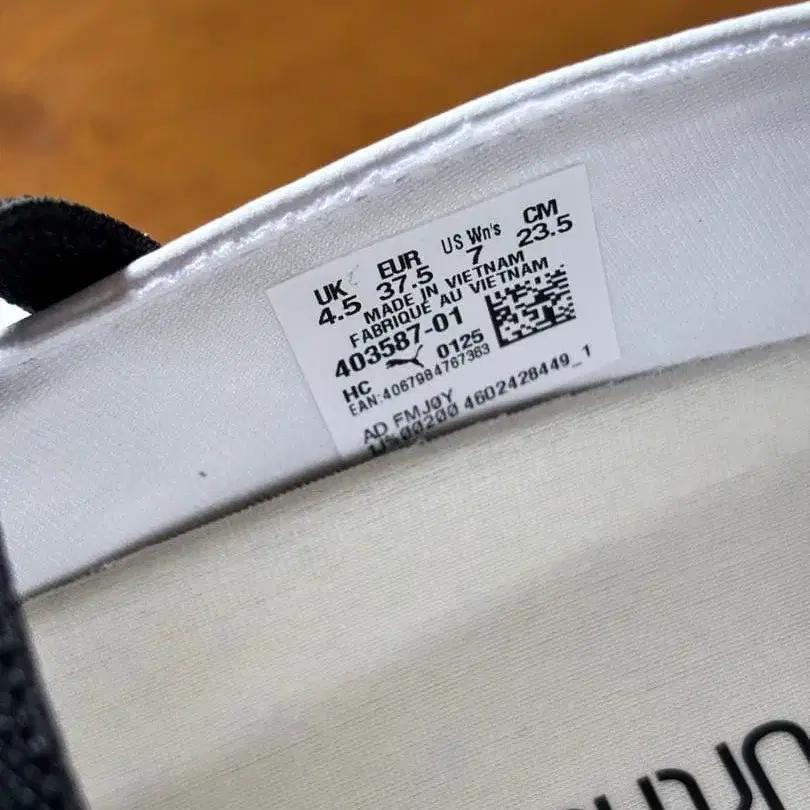 UK EUR US Wn's CM
4.5 37.5 7 23.5
MADE IN VIETNAM
FABRIQUÉ AU VIETNAM
403587-01
HC 0125
EAN:4067984767363
AD FMJ0Y
4602428449_1